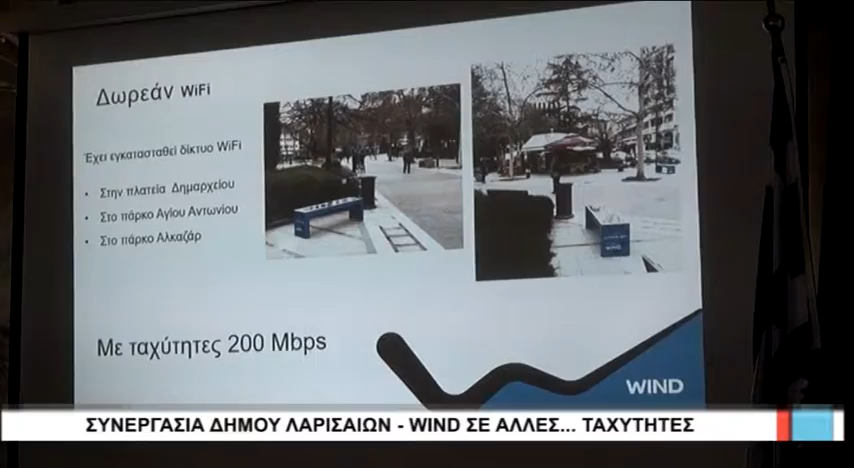 Δωρεάν WiFi
Έχει εγκατασταθεί δίκτυο WiFi
• Στην πλατεία Δημαρχείου
• Στο πάρκο Αγίου Αντωνίου
• Στο πάρκο Αλκαζάρ
Με ταχύτητες 200 Mbps
WIND
ΣΥΝΕΡΓΑΣΙΑ ΔΗΜΟΥ ΛΑΡΙΣΑΙΩΝ - WIND ΣΕ ΑΛΛΕΣ... ΤΑΧΥΤΗΤΕΣ